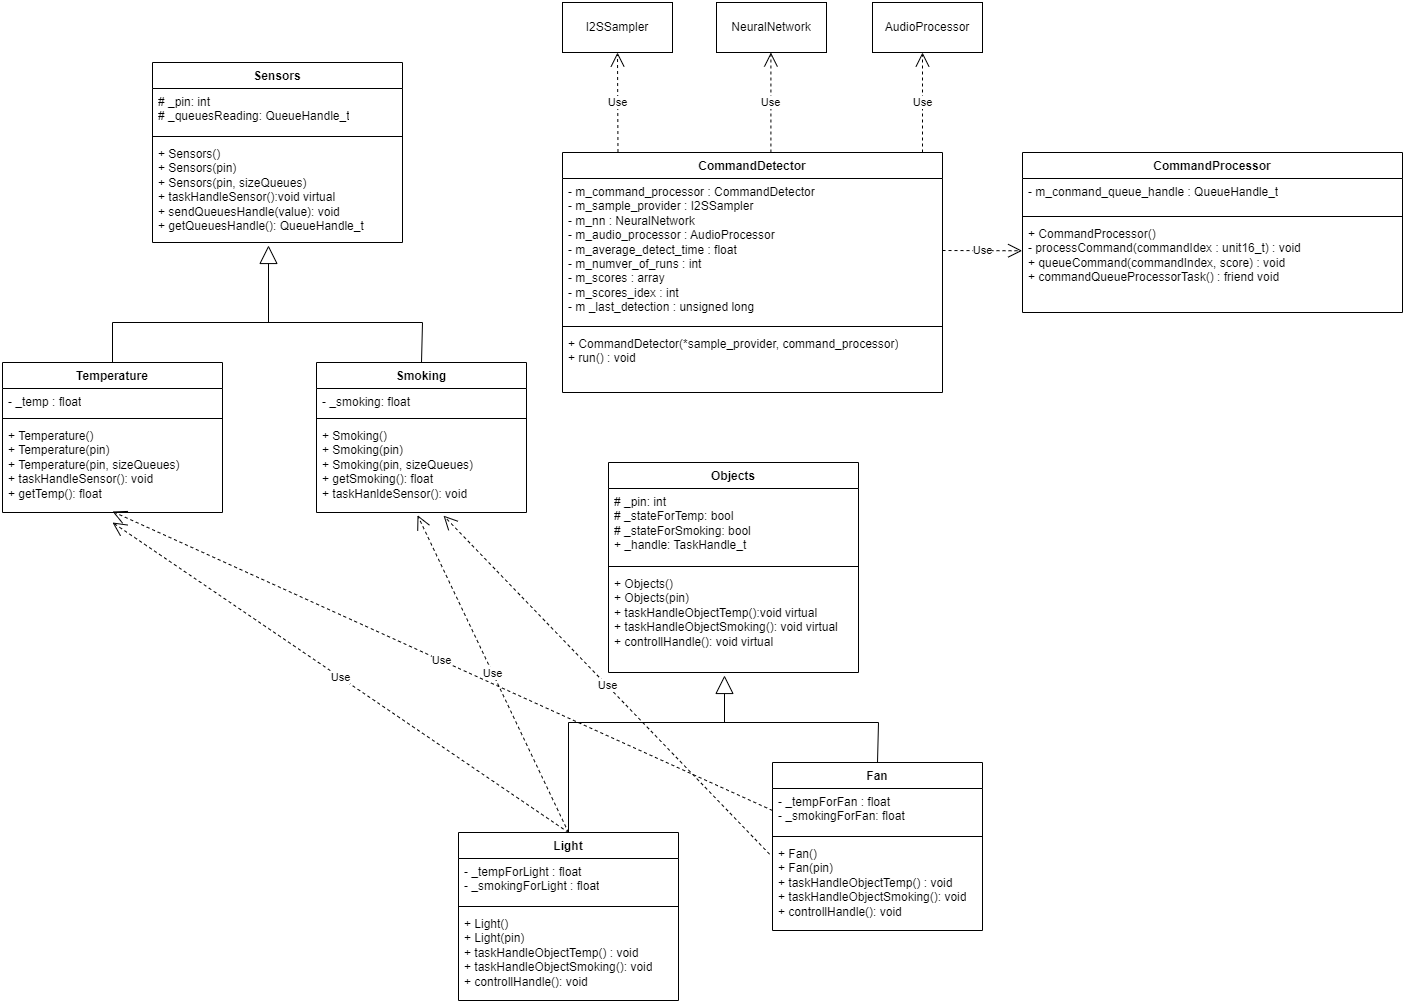 I2SSampler
NeuralNetwork
AudioProcessor
Use
Use
Use
Sensors
# _pin: int
# _queuesReading: QueueHandle_t
+ Sensors()
+ Sensors(pin)
+ Sensors(pin, sizeQueues)
+ taskHandleSensor():void virtual
+ sendQueuesHandle(value): void
+ getQueuesHandle(): QueueHandle_t
CommandDetector
- m_command_processor : CommandDetector
- m_sample_provider : I2SSampler
- m_nn : NeuralNetwork
- m_audio_processor : AudioProcessor
- m_average_detect_time : float
- m_numver_of_runs : int
- m_scores : array
- m_scores_idex : int
- m _last_detection : unsigned long
+ CommandDetector(*sample_provider, command_processor)
+ run() : void
Use
CommandProcessor
- m_conmand_queue_handle : QueueHandle_t
+ CommandProcessor()
- processCommand(commandIdex : unit16_t) : void
+ queueCommand(commandIndex, score) : void
+ commandQueueProcessorTask() : friend void
Temperature
- _temp : float
+ Temperature()
+ Temperature(pin)
+ Temperature(pin, sizeQueues)
+ taskHandleSensor(): void
+ getTemp(): float
Smoking
- _smoking: float
+ Smoking()
+ Smoking(pin)
+ Smoking(pin, sizeQueues)
+ getSmoking(): float
+ taskHanldeSensor(): void
Objects
# _pin: int
# _stateForTemp: bool
# _stateForSmoking: bool
+ _handle: TaskHandle_t
+ Objects()
+ Objects(pin)
+ taskHandleObjectTemp():void virtual
+ taskHandleObjectSmoking(): void virtual
+ controllHandle(): void virtual
Use
Use
Use
Use
Fan
- _tempForFan : float
- _smokingForFan: float
+ Fan()
+ Fan(pin)
+ taskHandleObjectTemp() : void
+ taskHandleObjectSmoking(): void
+ controllHandle(): void
Light
- _tempForLight : float
- _smokingForLight : float
+ Light()
+ Light(pin)
+ taskHandleObjectTemp() : void
+ taskHandleObjectSmoking(): void
+ controllHandle(): void